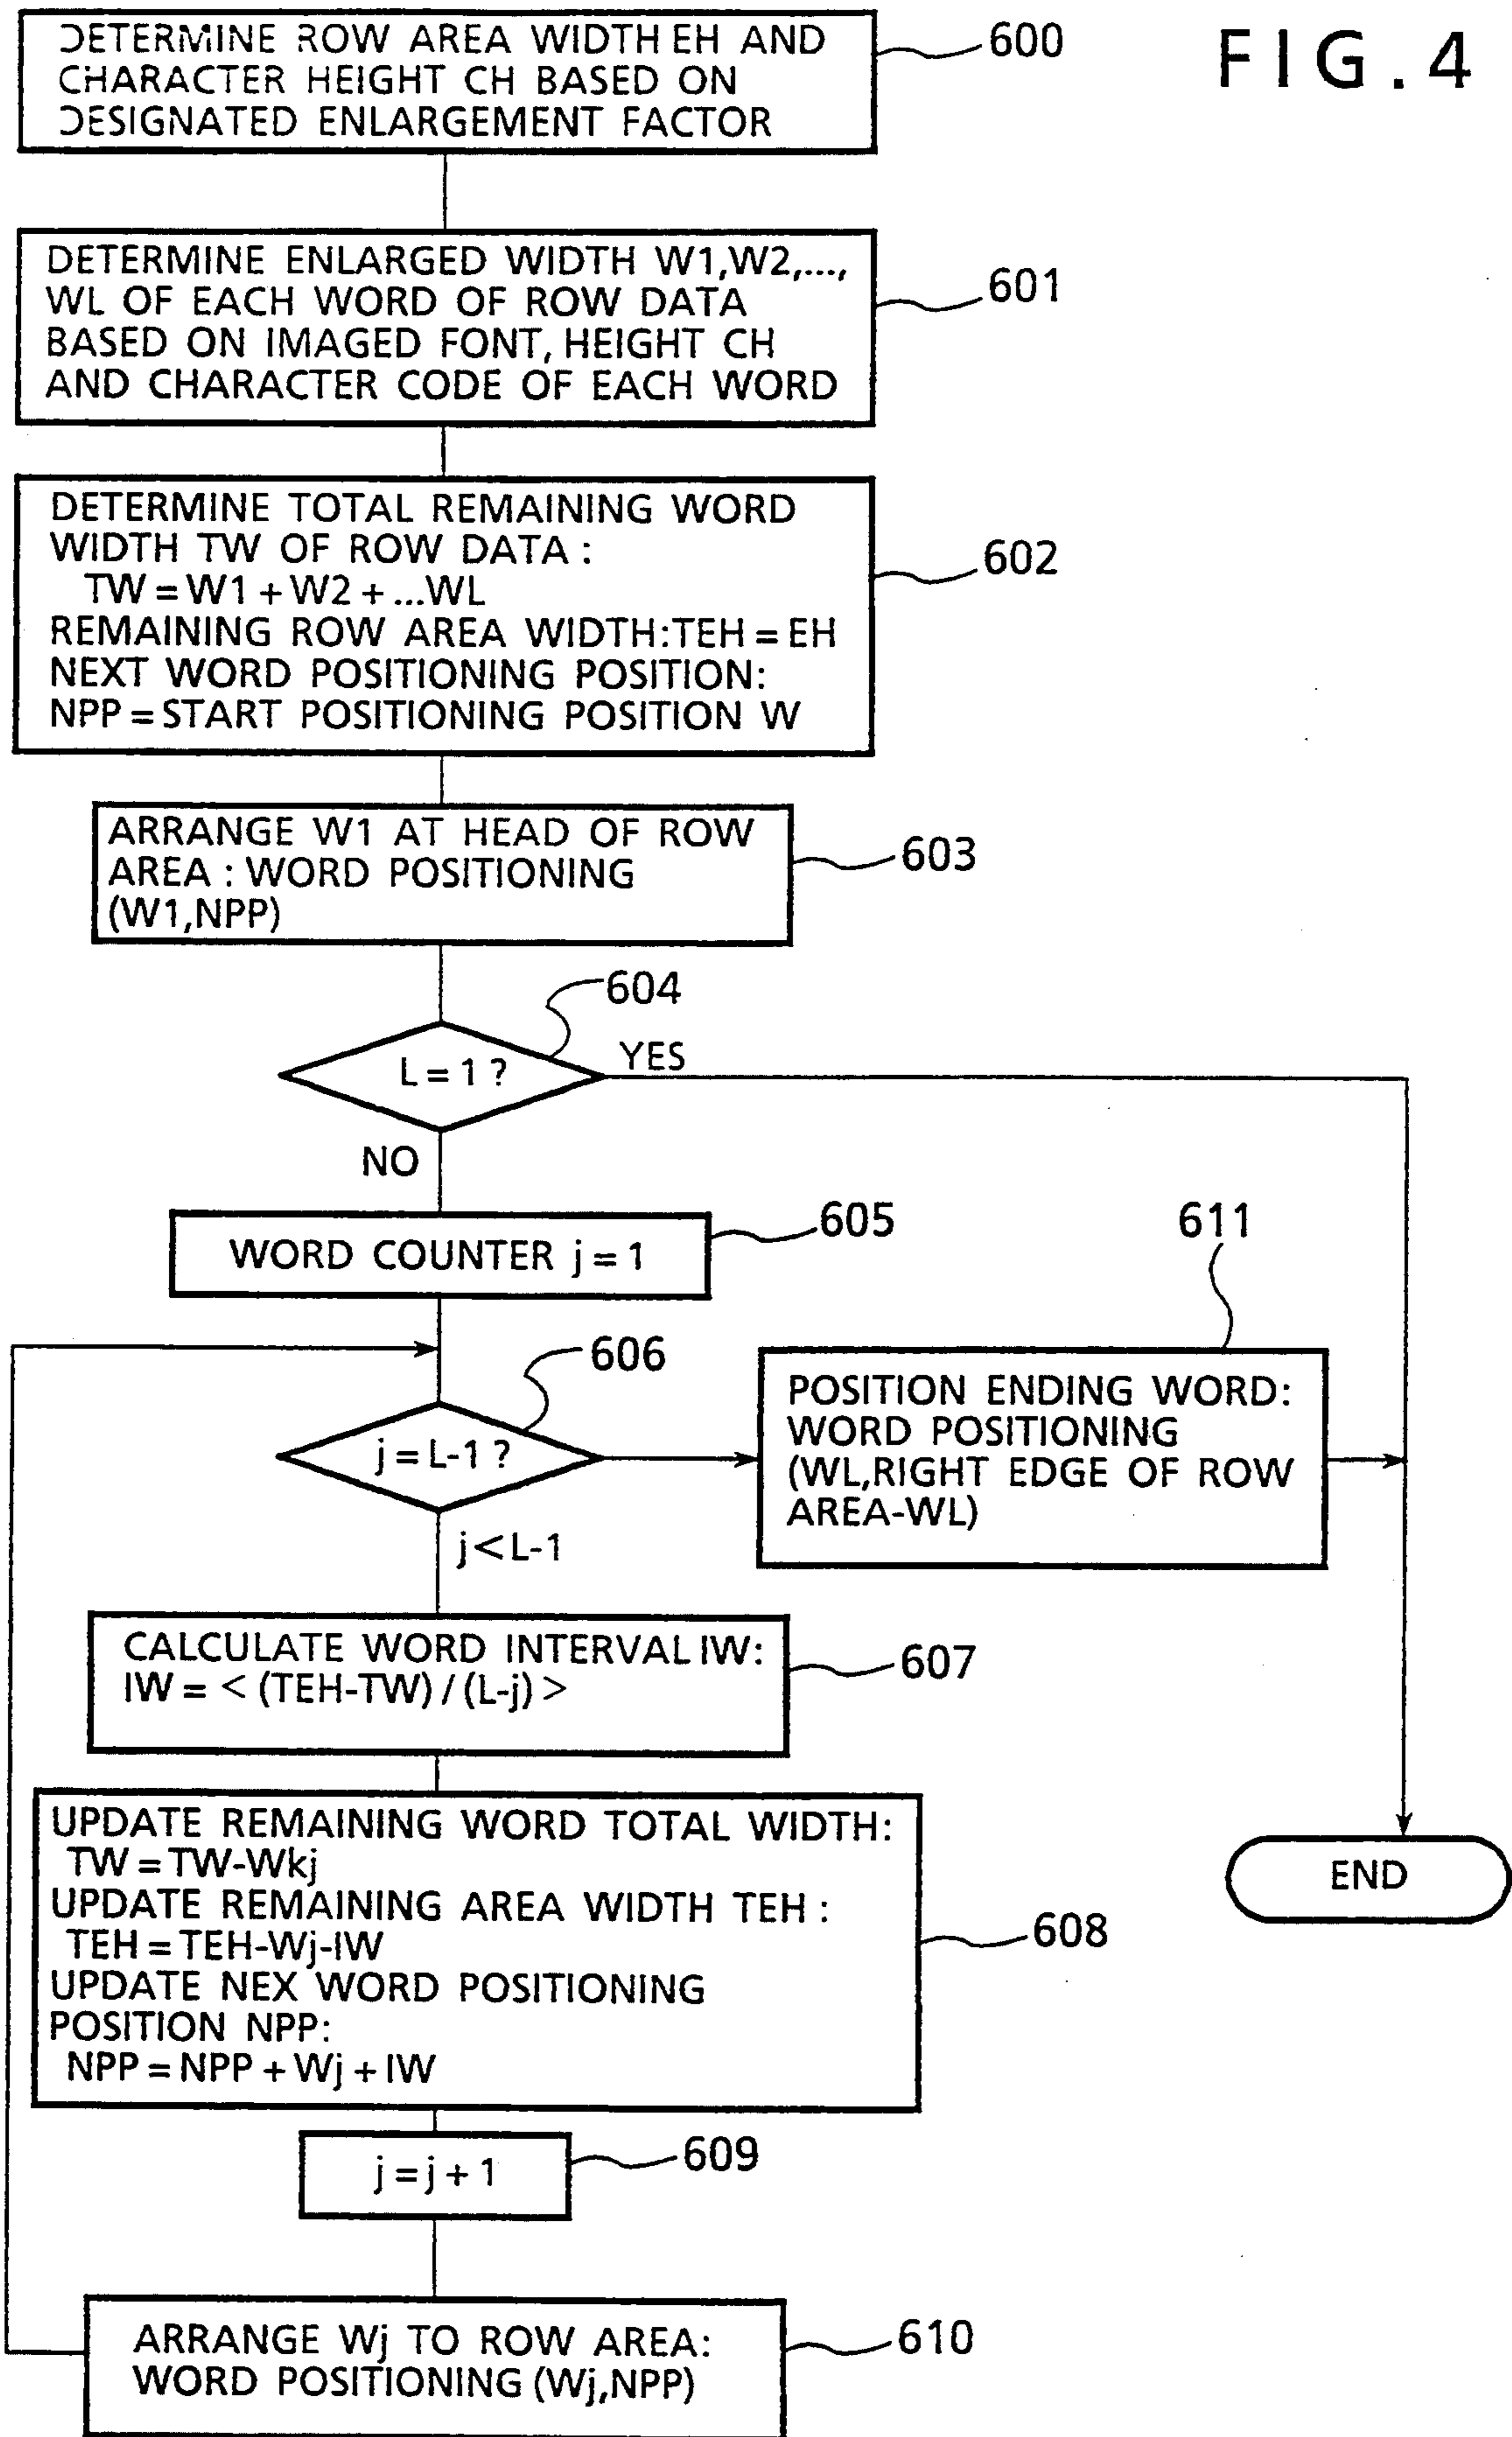 FIG.4
DETERMINE ROW AREA WIDTH EH AND
CHARACTER HEIGHT CH BASED ON
DESIGNATED ENLARGEMENT FACTOR
600
DETERMINE ENLARGED WIDTH W1,W2,...,
WL OF EACH WORD OF ROW DATA
BASED ON IMAGED FONT, HEIGHT CH
AND CHARACTER CODE OF EACH WORD
601
DETERMINE TOTAL REMAINING WORD
WIDTH TW OF ROW DATA :
TW = W1 + W2 + ...WL
REMAINING ROW AREA WIDTH:TEH = EH
NEXT WORD POSITIONING POSITION:
NPP = START POSITIONING POSITION W
602
ARRANGE W1 AT HEAD OF ROW
AREA : WORD POSITIONING
(W1,NPP)
603
604
L = 1 ?
YES
NO
WORD COUNTER j = 1
605
606
j = L-1 ?
j < L-1
611
POSITION ENDING WORD:
WORD POSITIONING
(WL,RIGHT EDGE OF ROW
AREA-WL)
CALCULATE WORD INTERVAL IW:
IW = < (TEH-TW) / (L-j) >
607
UPDATE REMAINING WORD TOTAL WIDTH:
TW = TW-Wkj
UPDATE REMAINING AREA WIDTH TEH :
TEH = TEH-Wj-IW
UPDATE NEX WORD POSITIONING
POSITION NPP:
NPP = NPP + Wj + IW
608
END
j = j + 1
609
ARRANGE Wj TO ROW AREA:
WORD POSITIONING (Wj,NPP)
610